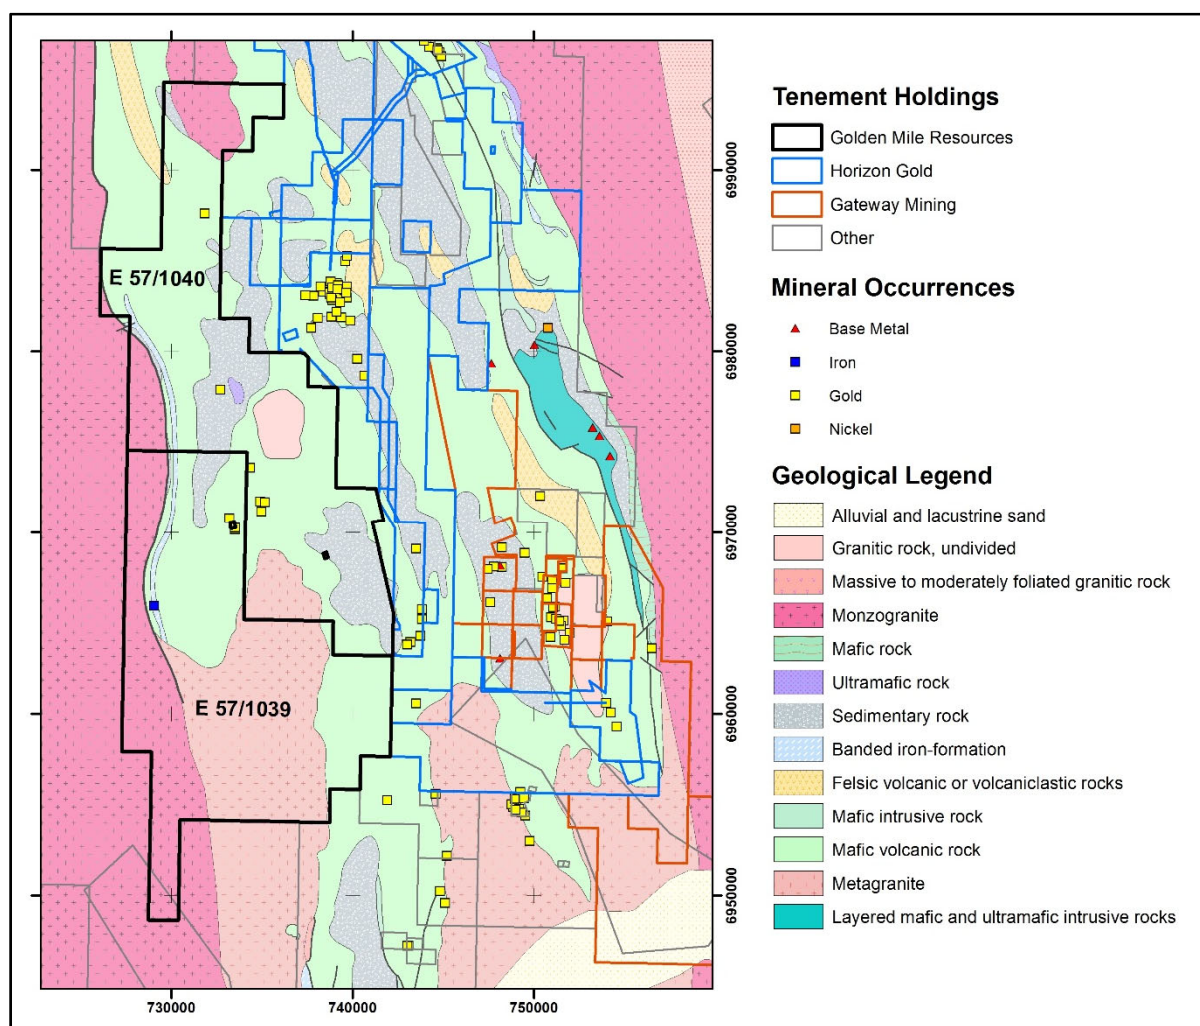 E 57/1040
E 57/1039
730000
740000
750000
6990000
6980000
6970000
6960000
6950000
Tenement Holdings
Golden Mile Resources
Horizon Gold
Gateway Mining
Other
Mineral Occurrences
Base Metal
Iron
Gold
Nickel
Geological Legend
Alluvial and lacustrine sand
Granitic rock, undivided
Massive to moderately foliated granitic rock
Monzogranite
Mafic rock
Ultramafic rock
Sedimentary rock
Banded iron-formation
Felsic volcanic or volcaniclastic rocks
Mafic intrusive rock
Mafic volcanic rock
Metagranite
Layered mafic and ultramafic intrusive rocks